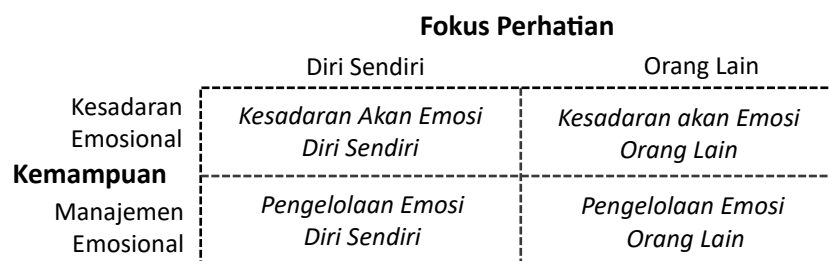 Fokus Perhatian
Diri Sendiri Orang Lain
Kesadaran Emosional
Kesadaran Akan Emosi Diri Sendiri
Kesadaran akan Emosi Orang Lain
Kemampuan
Manajemen Emosional
Pengelolaan Emosi Diri Sendiri
Pengelolaan Emosi Orang Lain